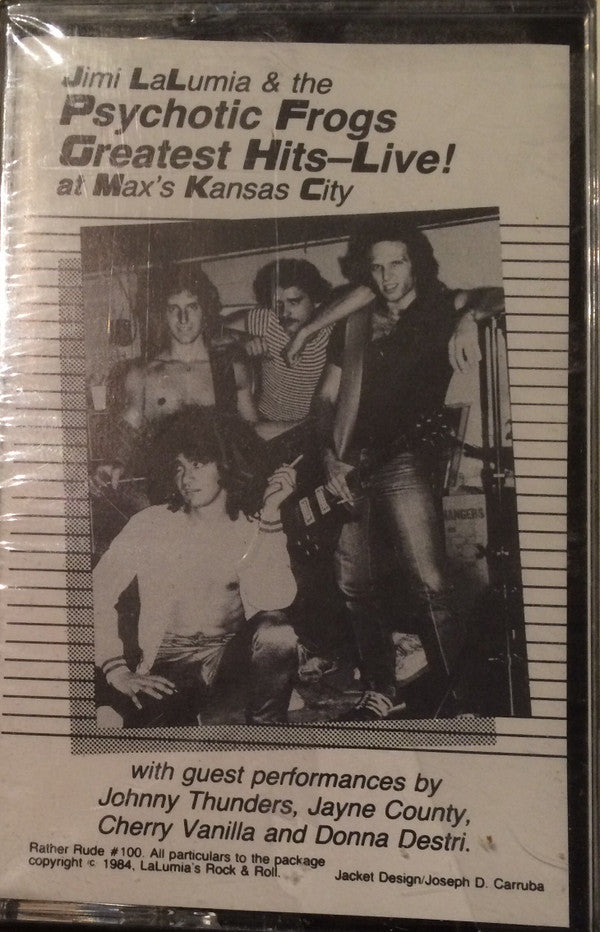 Jimi LaLumia & the
Psychotic Frogs
Greatest Hits–Live!
at Max's Kansas City
ANGERS
with guest performances by
Johnny Thunders, Jayne County,
Cherry Vanilla and Donna Destri.
Rather Rude #100. All particulars to the package
copyright © 1984, LaLumia's Rock & Roll.
Jacket Design/Joseph D. Carruba